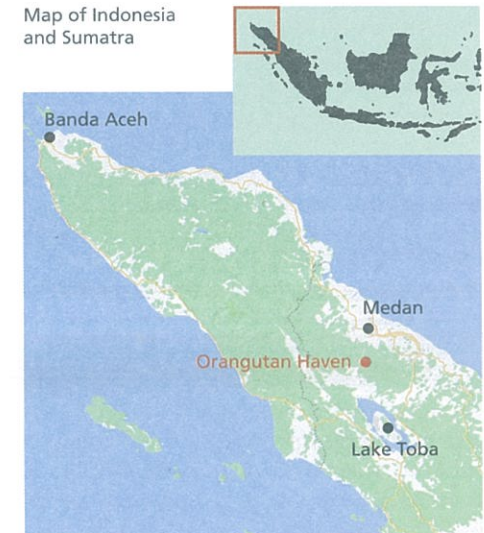 Map of Indonesia
and Sumatra
Banda Aceh
Medan
Orangutan Haven
Lake Toba